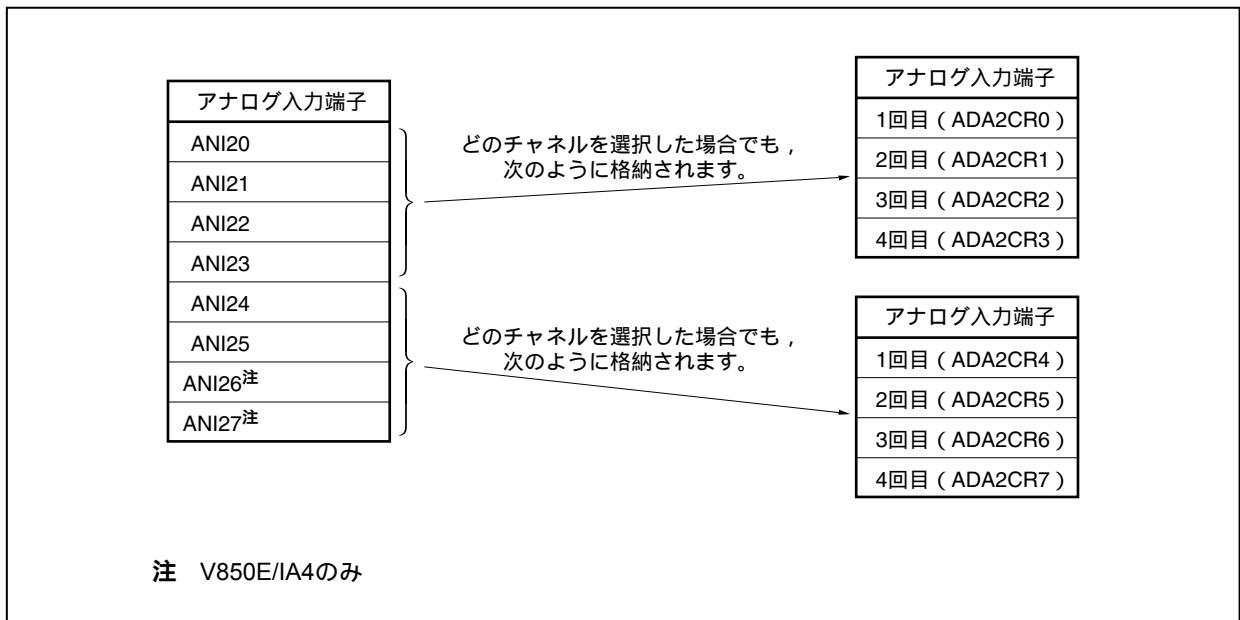 アナログ入力端子
ANI20
ANI21
ANI22
ANI23
ANI24
ANI25
ANI26注
ANI27注
どのチャネルを選択した場合でも，
次のように格納されます。
アナログ入力端子
1回目（ADA2CR0）
2回目（ADA2CR1）
3回目（ADA2CR2）
4回目（ADA2CR3）
どのチャネルを選択した場合でも，
次のように格納されます。
アナログ入力端子
1回目（ADA2CR4）
2回目（ADA2CR5）
3回目（ADA2CR6）
4回目（ADA2CR7）
注　V850E/IA4のみ